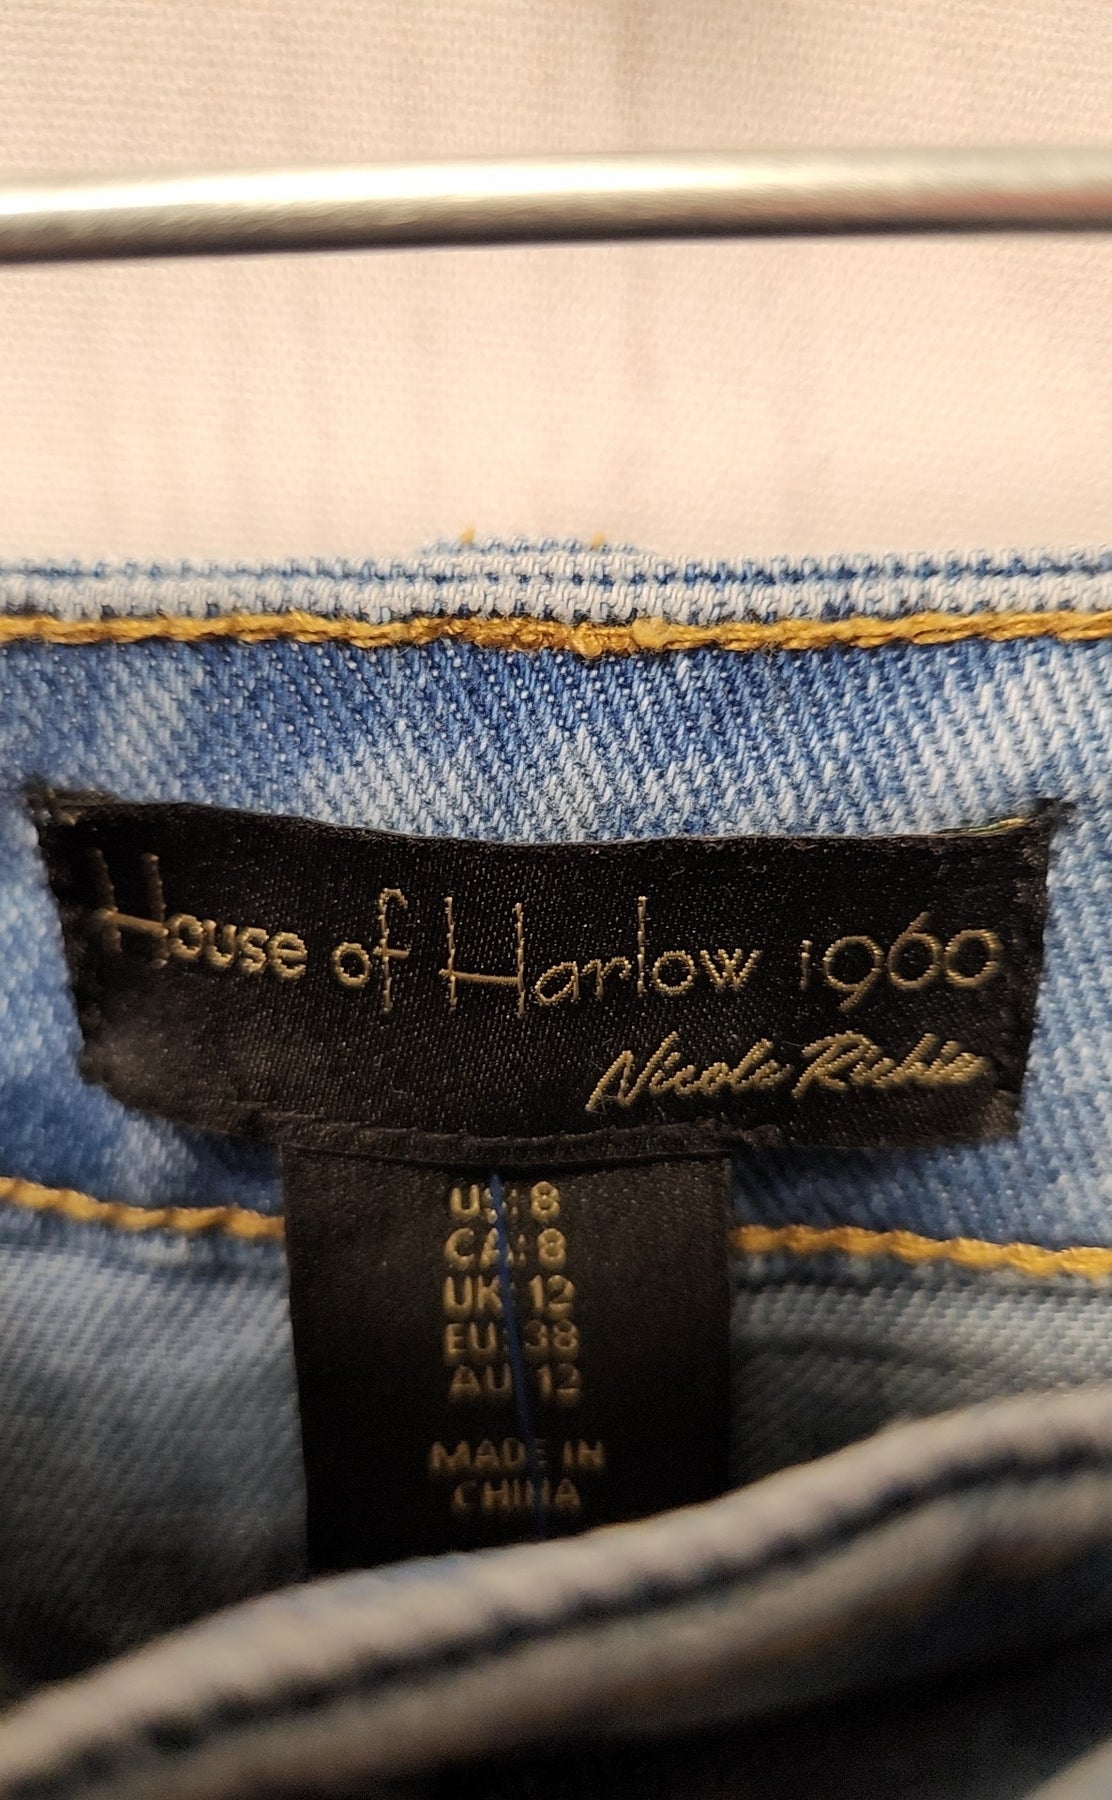 House of Harlow 1960
Nicole Richie
US: 8
CA: 8
UK: 12
EU: 38
AU: 12
MADE IN
CHINA